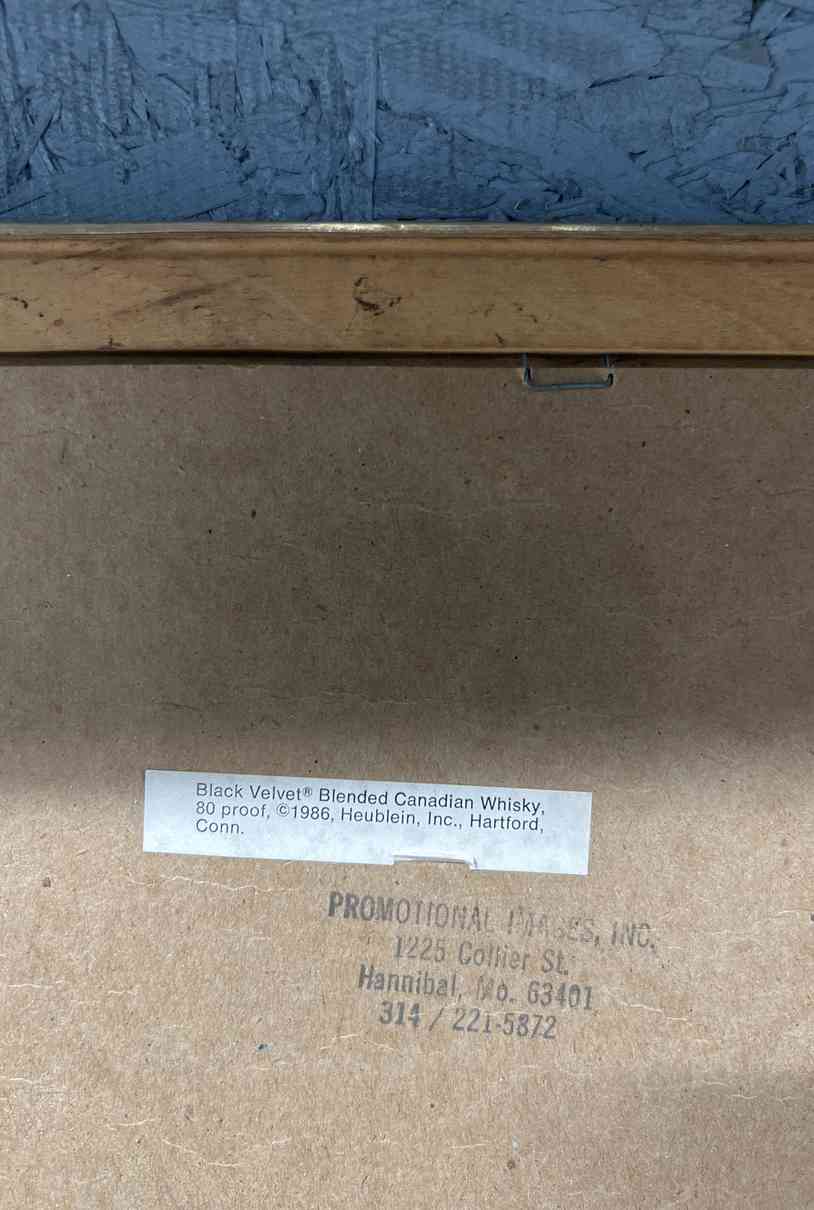 Black Velvet® Blended Canadian Whisky,
80 proof, ©1986, Heublein, Inc., Hartford,
Conn.
PROMOTIONAL IMAGES, INC.
1225 Collier St.
Hannibal, Mo. 63401
314 / 221-5872